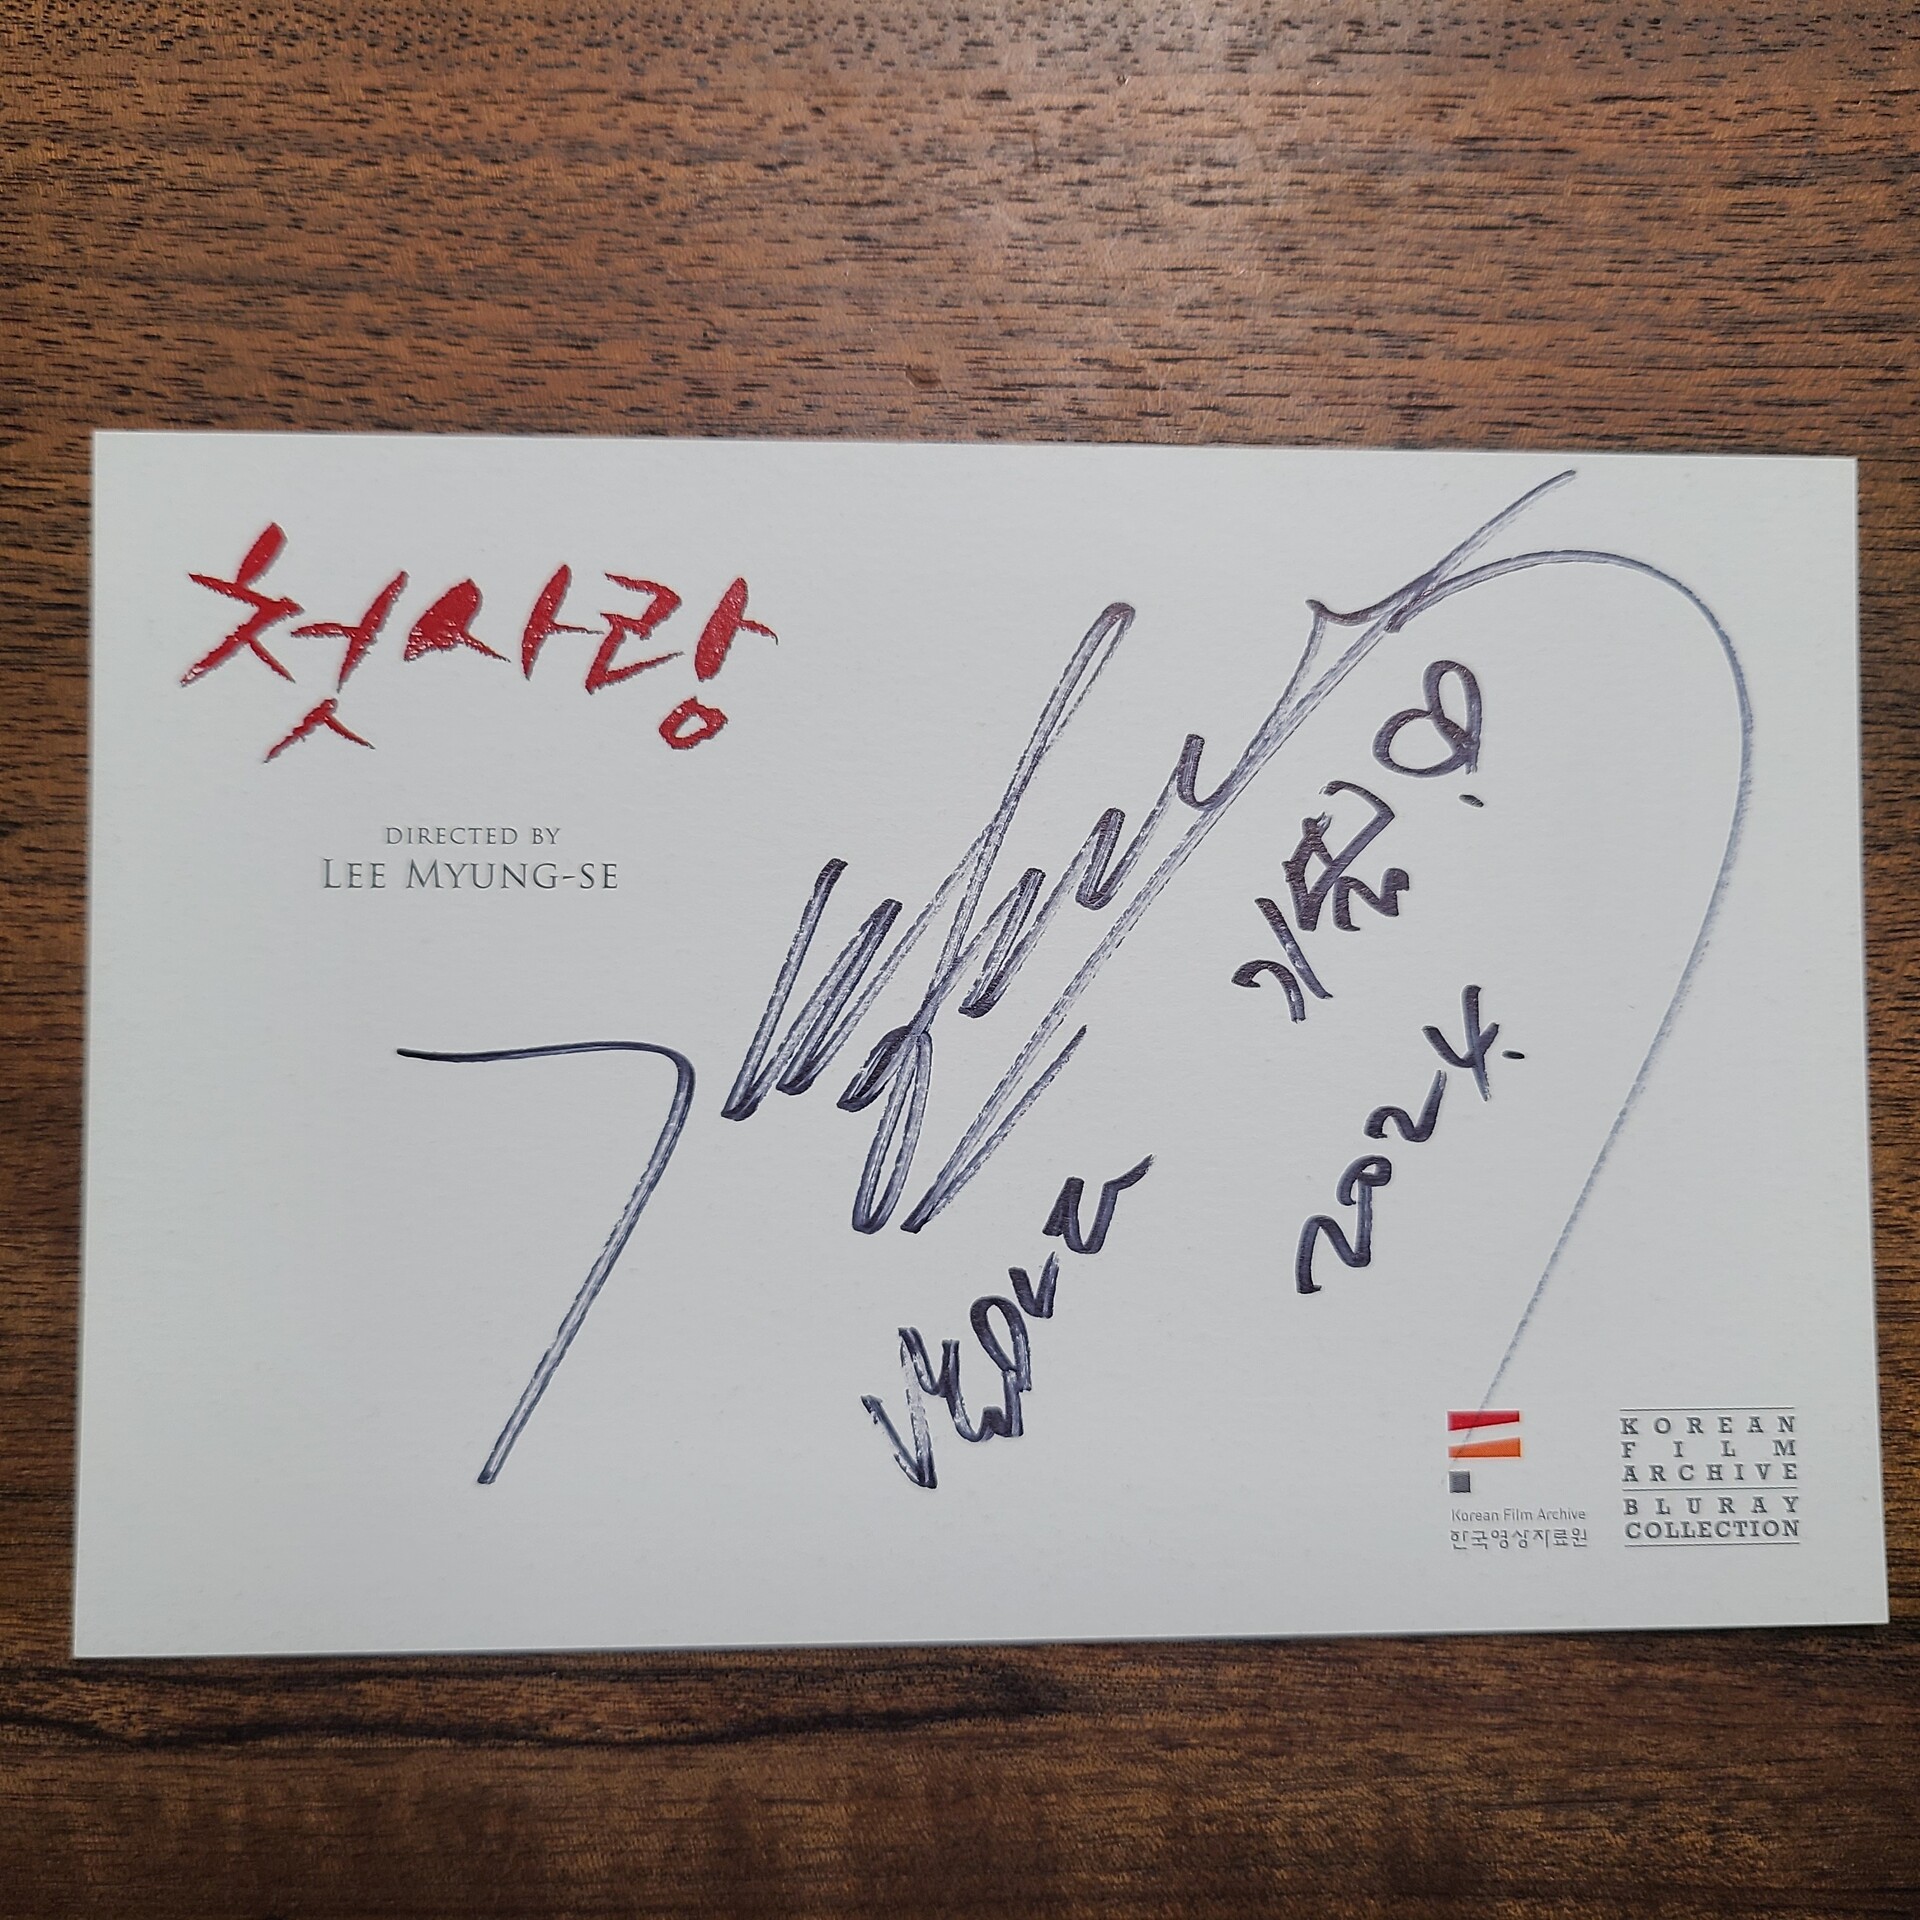 첫사랑
DIRECTED BY
LEE MYUNG-SE
2024.
Korean Film Archive
한국영상자료원
KOREAN
FILM
ARCHIVE
BLURAY
COLLECTION